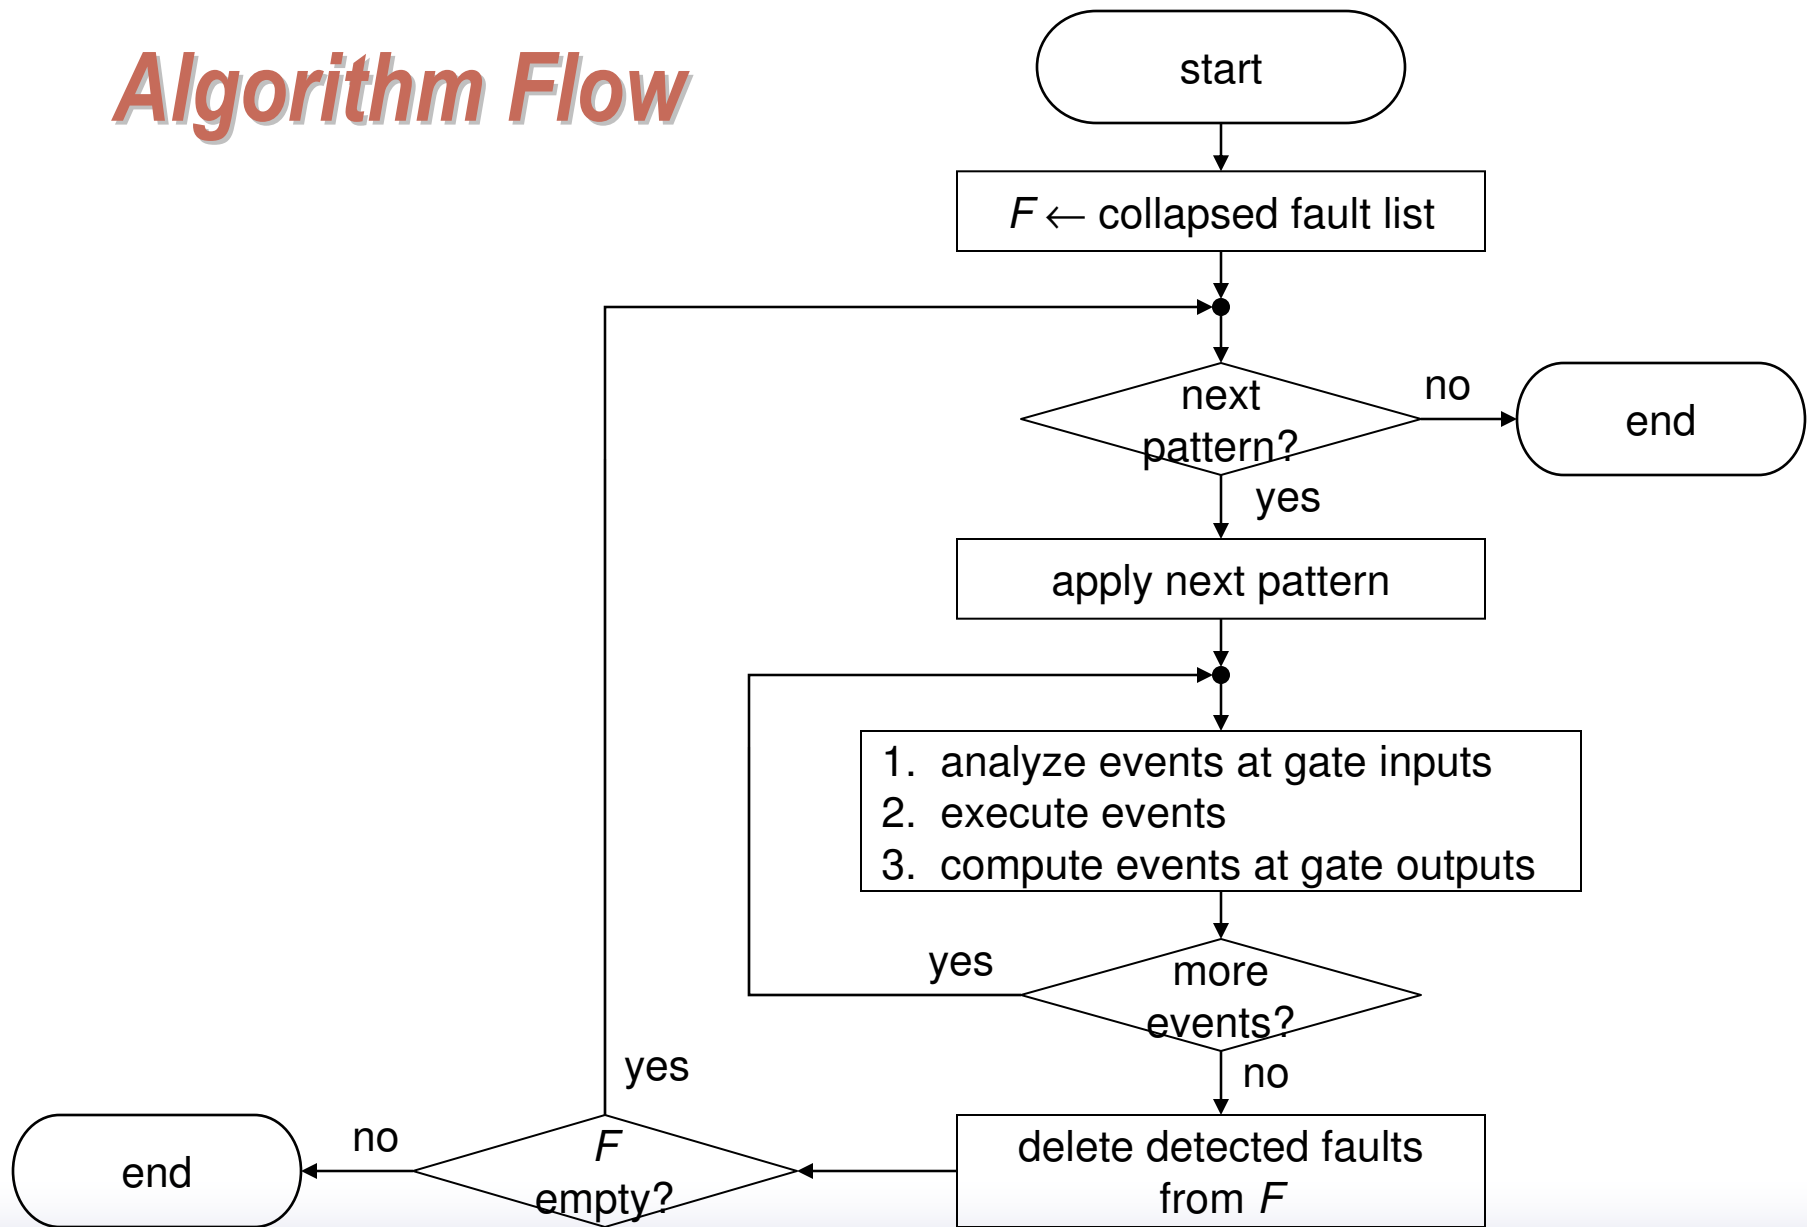 Algorithm Flow
start
F ← collapsed fault list
next
pattern?
no
end
yes
apply next pattern
1. analyze events at gate inputs
2. execute events
3. compute events at gate outputs
yes
more
events?
no
delete detected faults
from F
yes
F
empty?
no
end